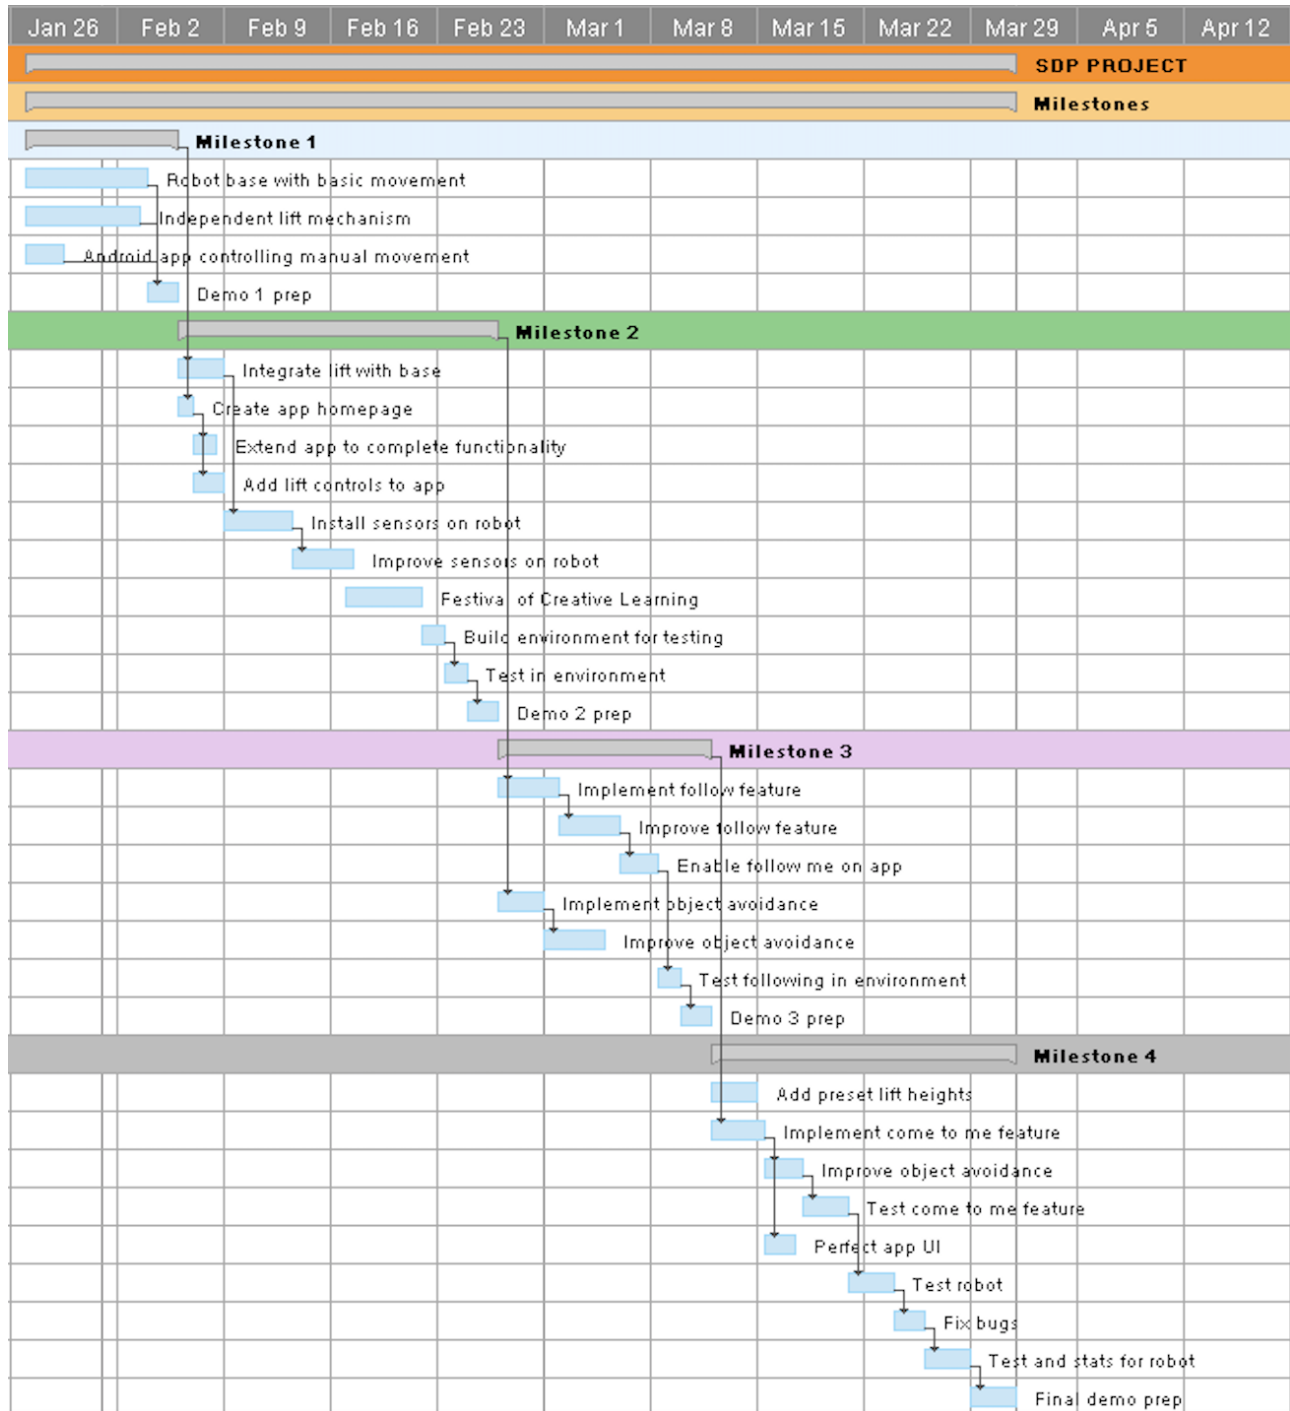 Jan 26 Feb 2 Feb 9 Feb 16 Feb 23 Mar 1 Mar 8 Mar 15 Mar 22 Mar 29 Apr 5 Apr 12
SDP PROJECT
Milestones
Milestone 1
Robot base with basic movement
Independent lift mechanism
Android app controlling manual movement
Demo 1 prep
Milestone 2
Integrate lift with base
Create app homepage
Extend app to complete functionality
Add lift controls to app
Install sensors on robot
Improve sensors on robot
Festival of Creative Learning
Build environment for testing
Test in environment
Demo 2 prep
Milestone 3
Implement follow feature
Improve follow feature
Enable follow me on app
Implement object avoidance
Improve object avoidance
Test following in environment
Demo 3 prep
Milestone 4
Add preset lift heights
Implement come to me feature
Improve object avoidance
Test come to me feature
Perfect app UI
Test robot
Fix bugs
Test and stats for robot
Final demo prep